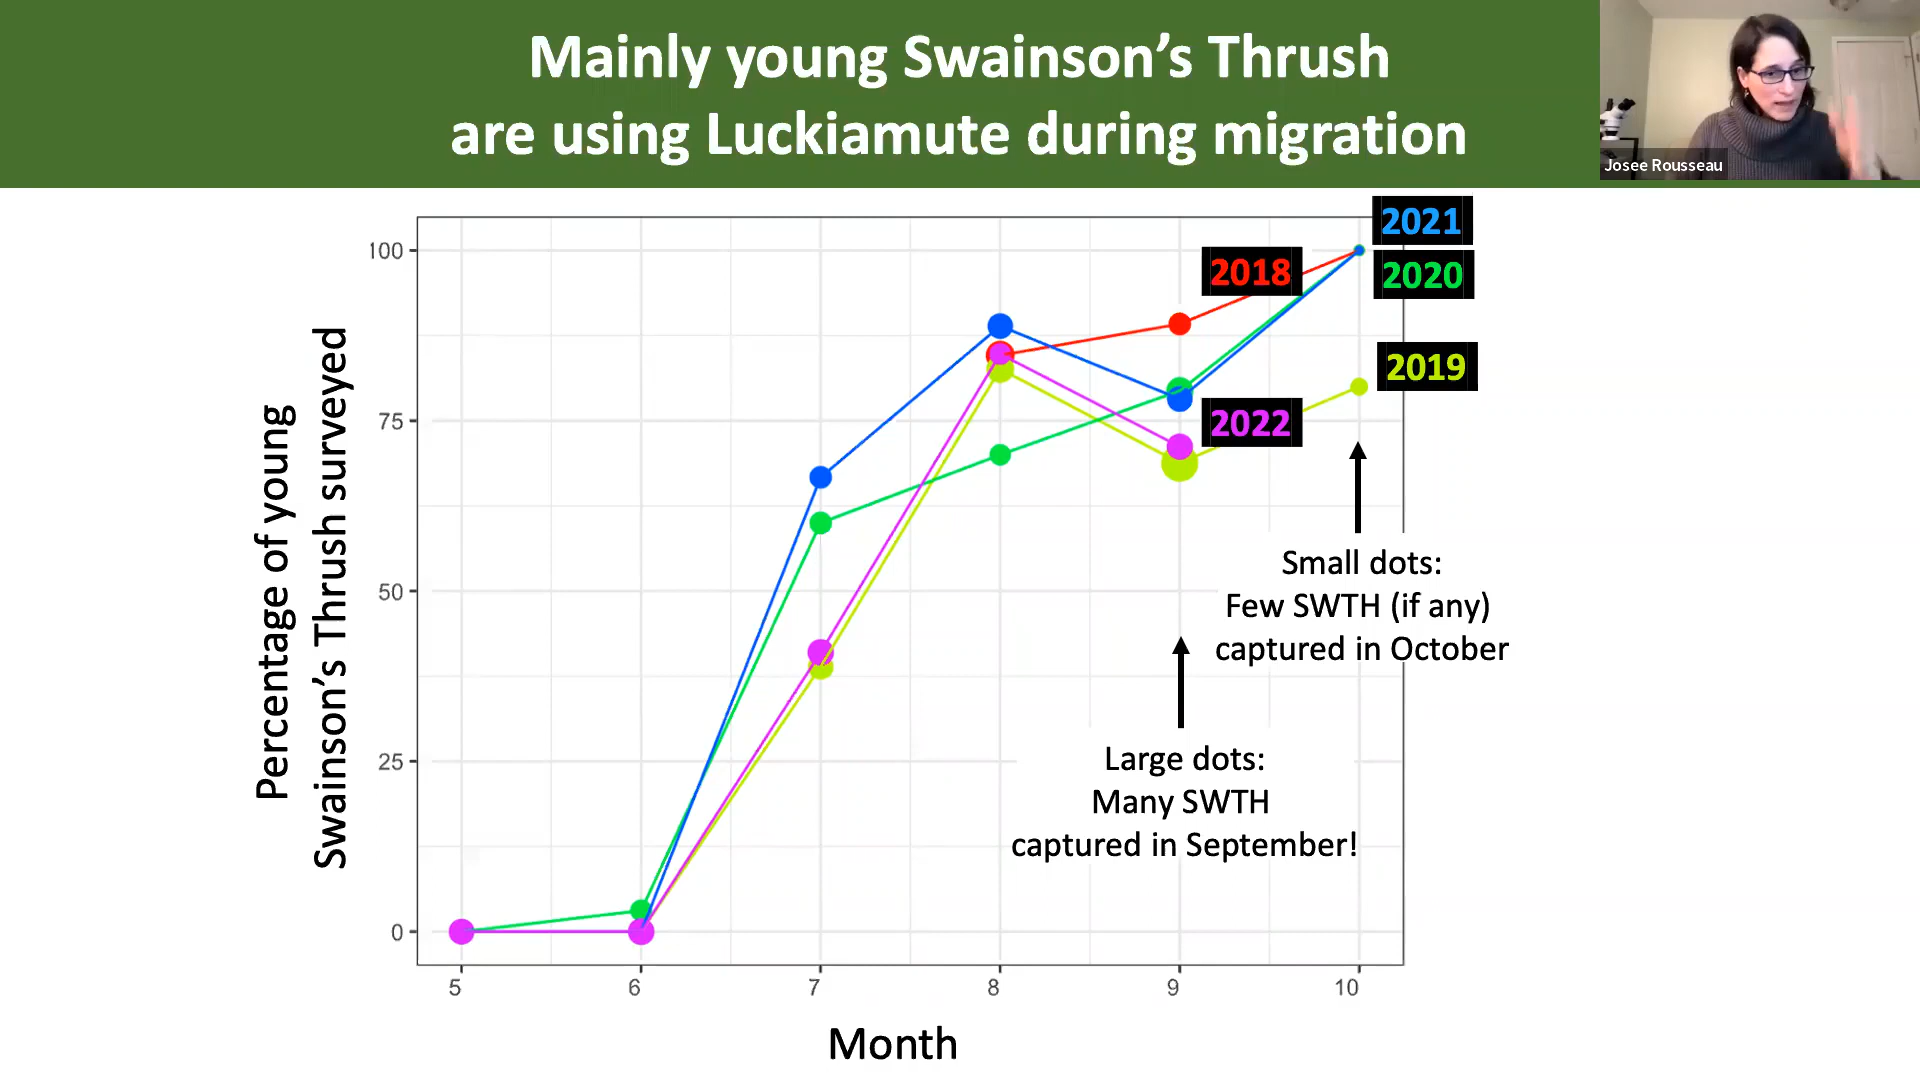 Mainly young Swainson's Thrush
are using Luckiamute during migration
Josee Rousseau
Percentage of young
Swainson's Thrush surveyed
100
75
50
25
0
2021
2018
2020
2019
2022
Small dots:
Few SWTH (if any)
captured in October
Large dots:
Many SWTH
captured in September!
5 6 7 8 9 10
Month